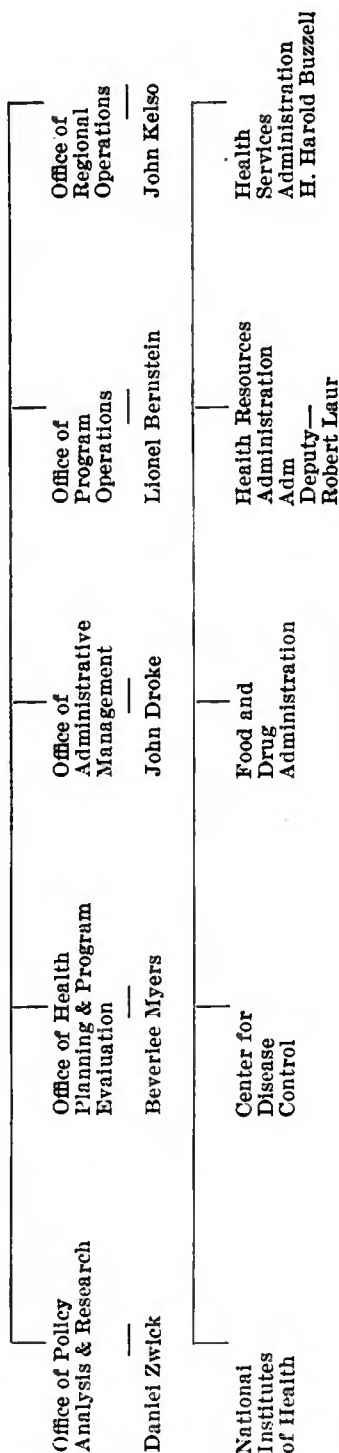 Office of Policy
Analysis & Research
Daniel Zwick
Office of Health
Planning & Program
Evaluation
Beverlee Myers
Office of
Administrative
Management
John Droke
Office of
Program
Operations
Lionel Bernstein
Office of
Regional
Operations
John Kelso
National
Institutes
of Health
Center for
Disease
Control
Food and
Drug
Administration
Health Resources
Administration
Adm
Deputy—
Robert Laur
Health
Services
Administration
H. Harold Buzzell